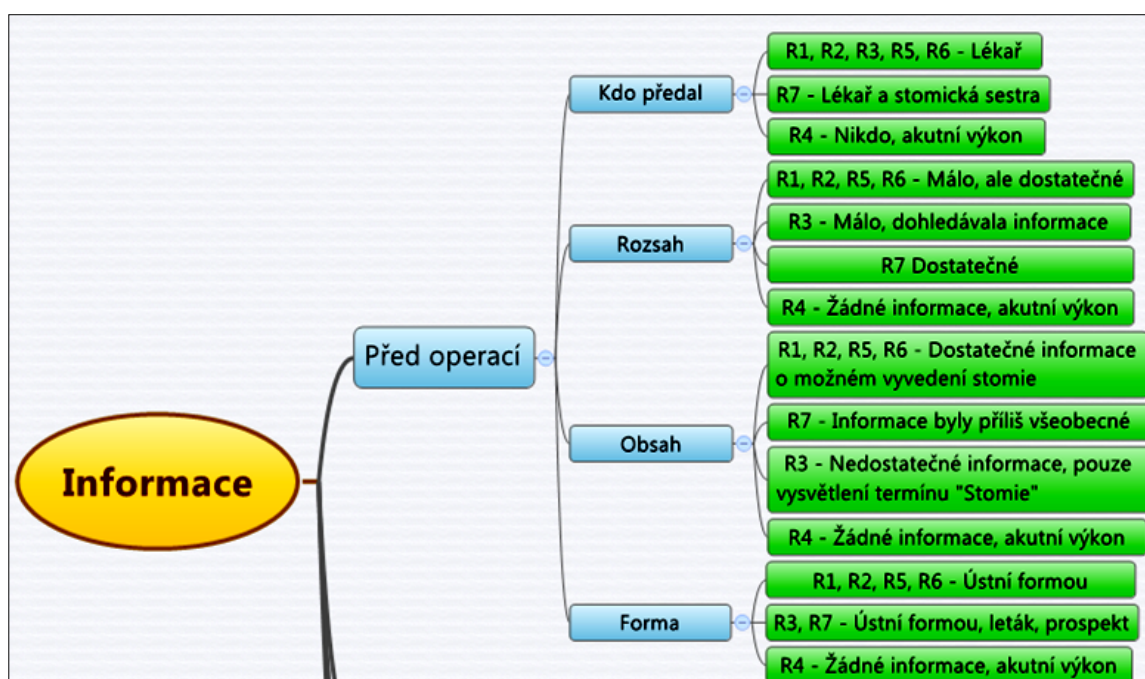 Informace
Před operací
Kdo předal
R1, R2, R3, R5, R6 - Lékař
R7 - Lékař a stomická sestra
R4 - Nikdo, akutní výkon
Rozsah
R1, R2, R5, R6 - Málo, ale dostatečné
R3 - Málo, dohledávala informace
R7 Dostatečné
R4 - Žádné informace, akutní výkon
Obsah
R1, R2, R5, R6 - Dostatečné informace
o možném vyvedení stomie
R7 - Informace byly příliš všeobecné
R3 - Nedostatečné informace, pouze
vysvětlení termínu "Stomie"
R4 - Žádné informace, akutní výkon
Forma
R1, R2, R5, R6 - Ústní formou
R3, R7 - Ústní formou, leták, prospekt
R4 - Žádné informace, akutní výkon